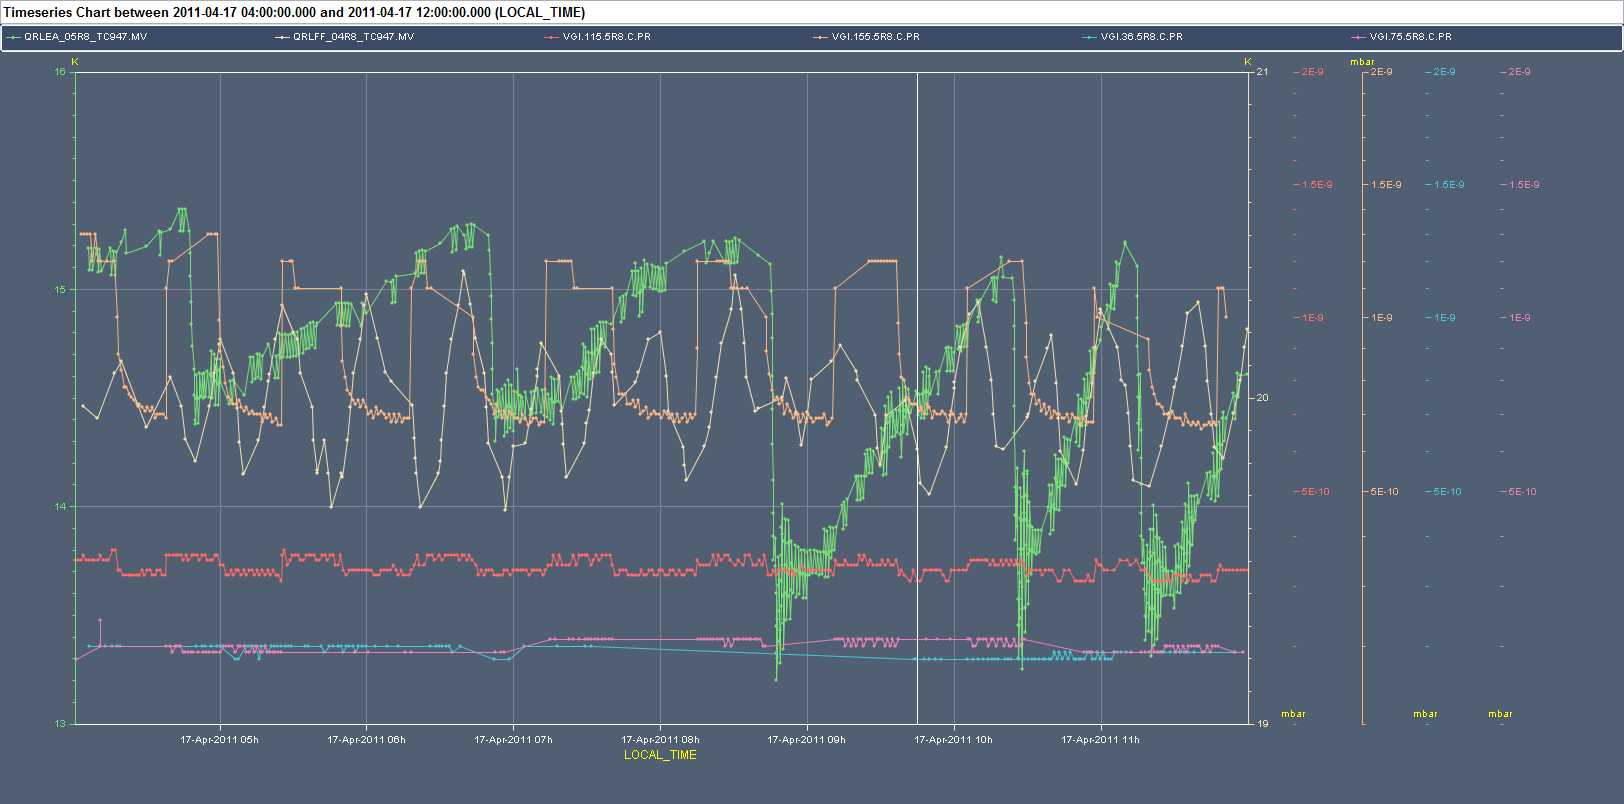 Timeseries Chart between 2011-04-17 04:00:00.000 and 2011-04-17 12:00:00.000 (LOCAL_TIME)
QRLEA_05R8_TC947.MV QRLFF_04R8_TC947.MV VGI.115.5R8.C.PR VGI.155.5R8.C.PR VGI.36.5R8.C.PR VGI.75.5R8.C.PR
K K mbar
16 21 2E-9 2E-9 2E-9 2E-9
1.5E-9 1.5E-9 1.5E-9 1.5E-9
15 1E-9 1E-9 1E-9 1E-9
20
14 5E-10 5E-10 5E-10 5E-10
mbar mbar mbar
13 19
17-Apr-2011 05h 17-Apr-2011 06h 17-Apr-2011 07h 17-Apr-2011 08h 17-Apr-2011 09h 17-Apr-2011 10h 17-Apr-2011 11h
LOCAL_TIME